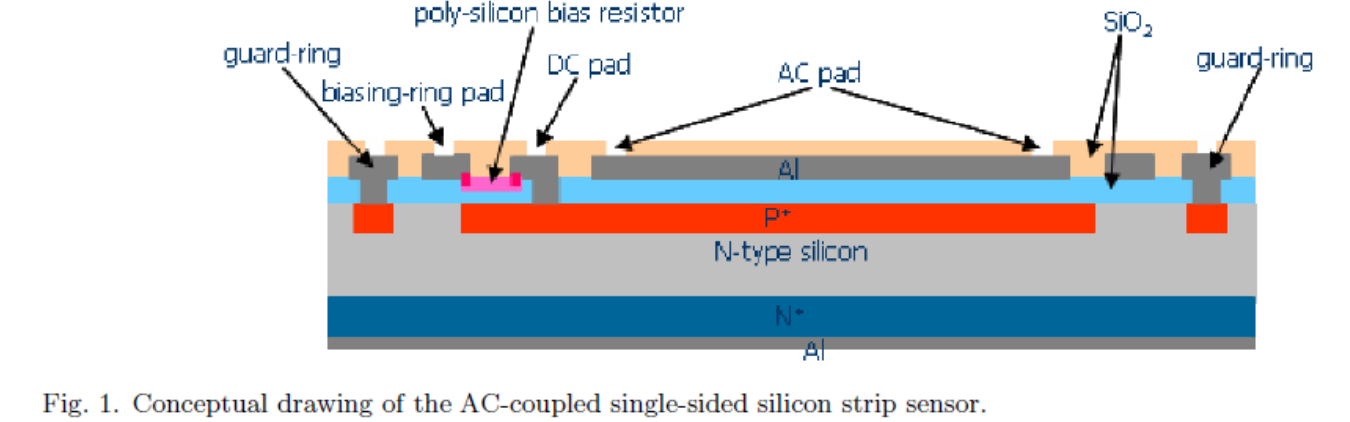 poly-silicon bias resistor
SiO₂
guard-ring
DC pad
AC pad
guard-ring
biasing-ring pad
Al
P⁺
N-type silicon
N⁺
Al
Fig. 1. Conceptual drawing of the AC-coupled single-sided silicon strip sensor.